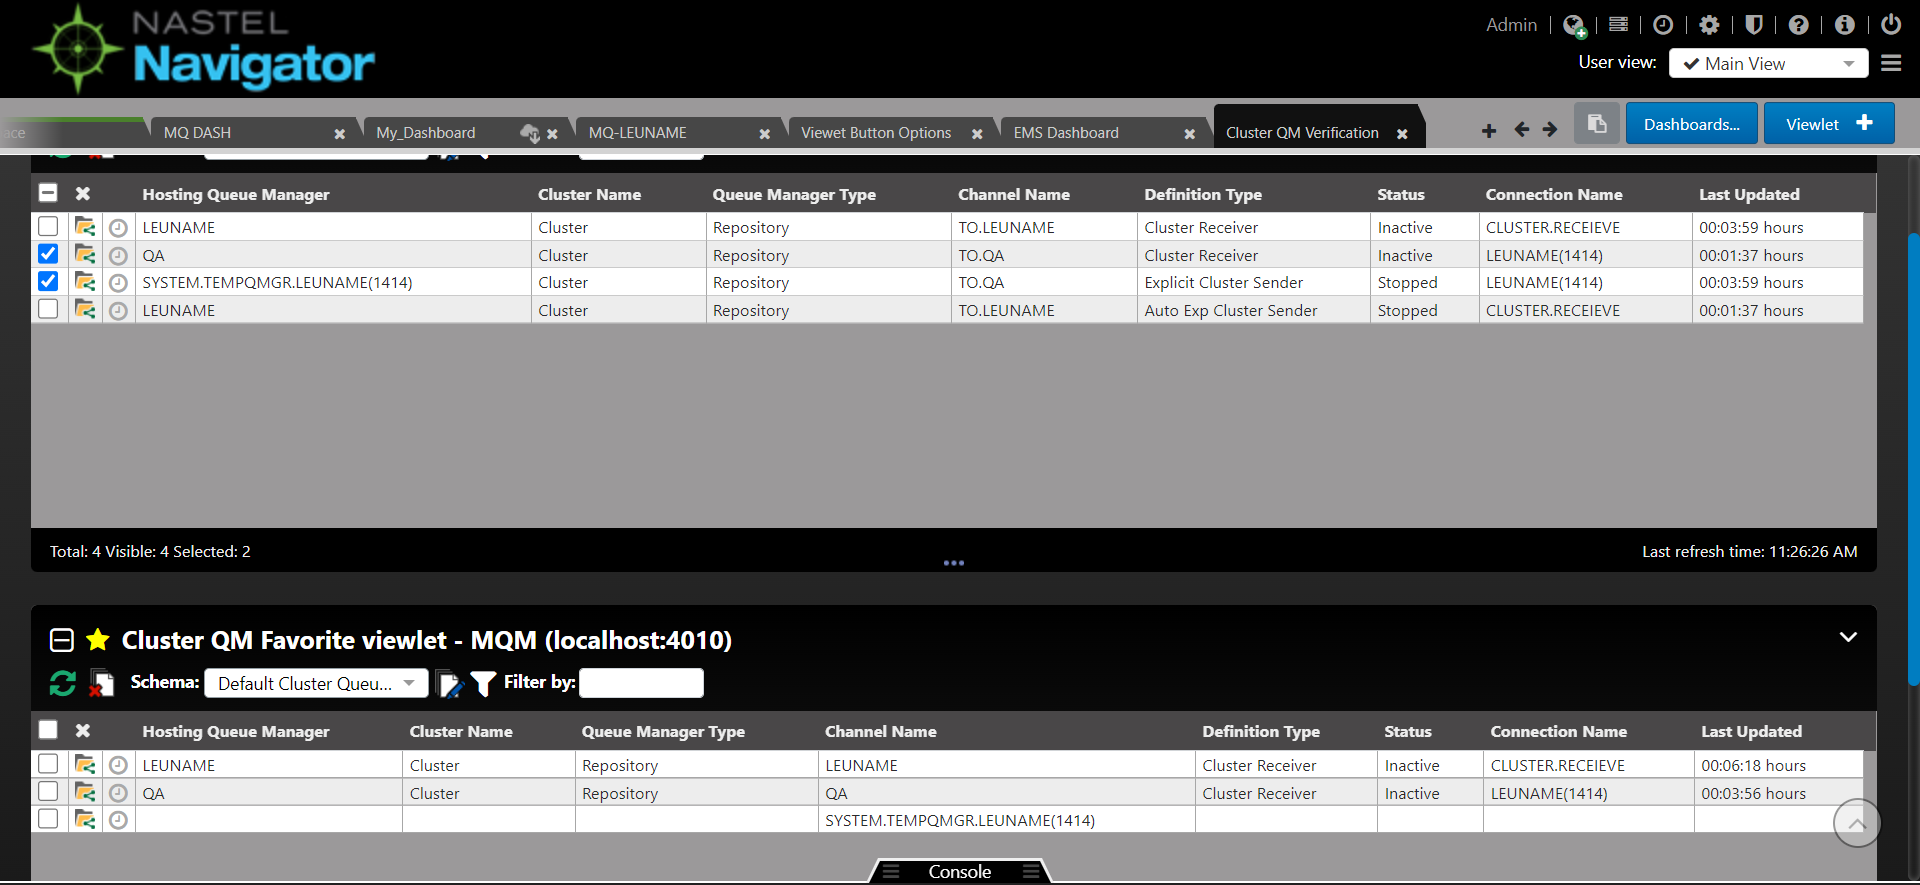 NASTEL
Navigator
Admin
User view: Main View
ace
MQ DASH
My_Dashboard
MQ-LEUNAME
Viewet Button Options
EMS Dashboard
Cluster QM Verification
Dashboards...
Viewlet
Hosting Queue Manager Cluster Name Queue Manager Type Channel Name Definition Type Status Connection Name Last Updated
LEUNAME Cluster Repository TO.LEUNAME Cluster Receiver Inactive CLUSTER.RECEIEVE 00:03:59 hours
QA Cluster Repository TO.QA Cluster Receiver Inactive LEUNAME(1414) 00:01:37 hours
SYSTEM.TEMPQMGR.LEUNAME(1414) Cluster Repository TO.QA Explicit Cluster Sender Stopped LEUNAME(1414) 00:03:59 hours
LEUNAME Cluster Repository TO.LEUNAME Auto Exp Cluster Sender Stopped CLUSTER.RECEIEVE 00:01:37 hours
Total: 4 Visible: 4 Selected: 2
Last refresh time: 11:26:26 AM
Cluster QM Favorite viewlet - MQM (localhost:4010)
Schema: Default Cluster Queu... Filter by:
Hosting Queue Manager Cluster Name Queue Manager Type Channel Name Definition Type Status Connection Name Last Updated
LEUNAME Cluster Repository LEUNAME Cluster Receiver Inactive CLUSTER.RECEIEVE 00:06:18 hours
QA Cluster Repository QA Cluster Receiver Inactive LEUNAME(1414) 00:03:56 hours
SYSTEM.TEMPQMGR.LEUNAME(1414)
Console